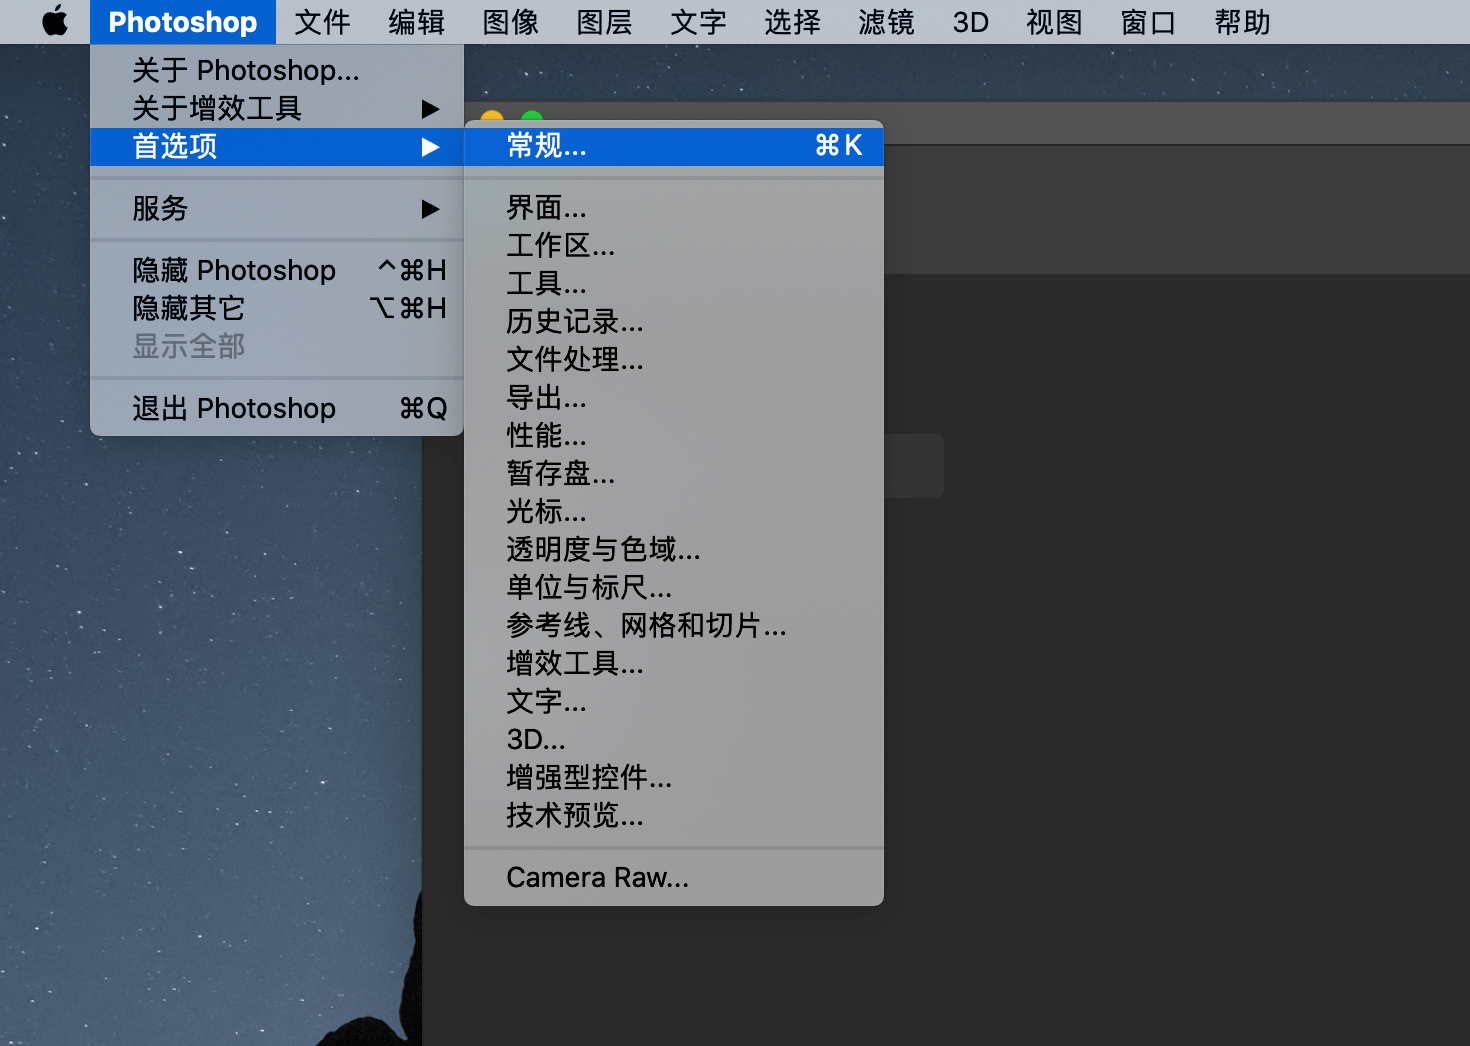 Photoshop 文件 编辑 图像 图层 文字 选择 滤镜 3D 视图 窗口 帮助
关于 Photoshop...
关于增效工具 ▶
首选项 ▶
服务 ▶
隐藏 Photoshop ^⌘H
隐藏其它 ⌥⌘H
显示全部
退出 Photoshop ⌘Q
常规... ⌘K
界面...
工作区...
工具...
历史记录...
文件处理...
导出...
性能...
暂存盘...
光标...
透明度与色域...
单位与标尺...
参考线、网格和切片...
增效工具...
文字...
3D...
增强型控件...
技术预览...
Camera Raw...